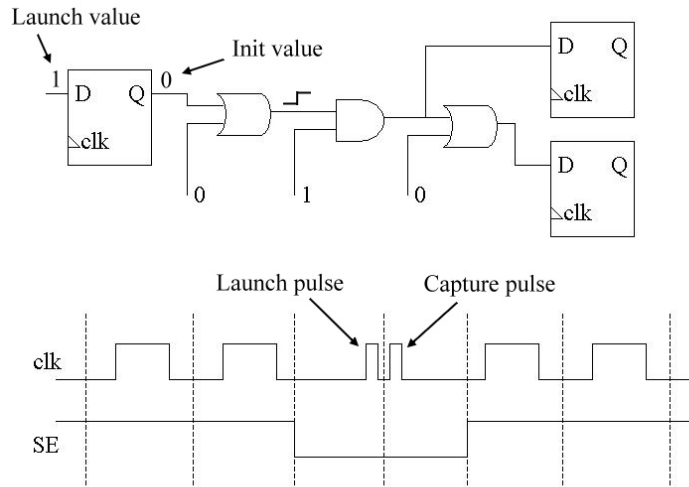 Launch value
Init value
1
0
D Q
clk
0
1
0
D Q
clk
D Q
clk
Launch pulse
Capture pulse
clk
SE